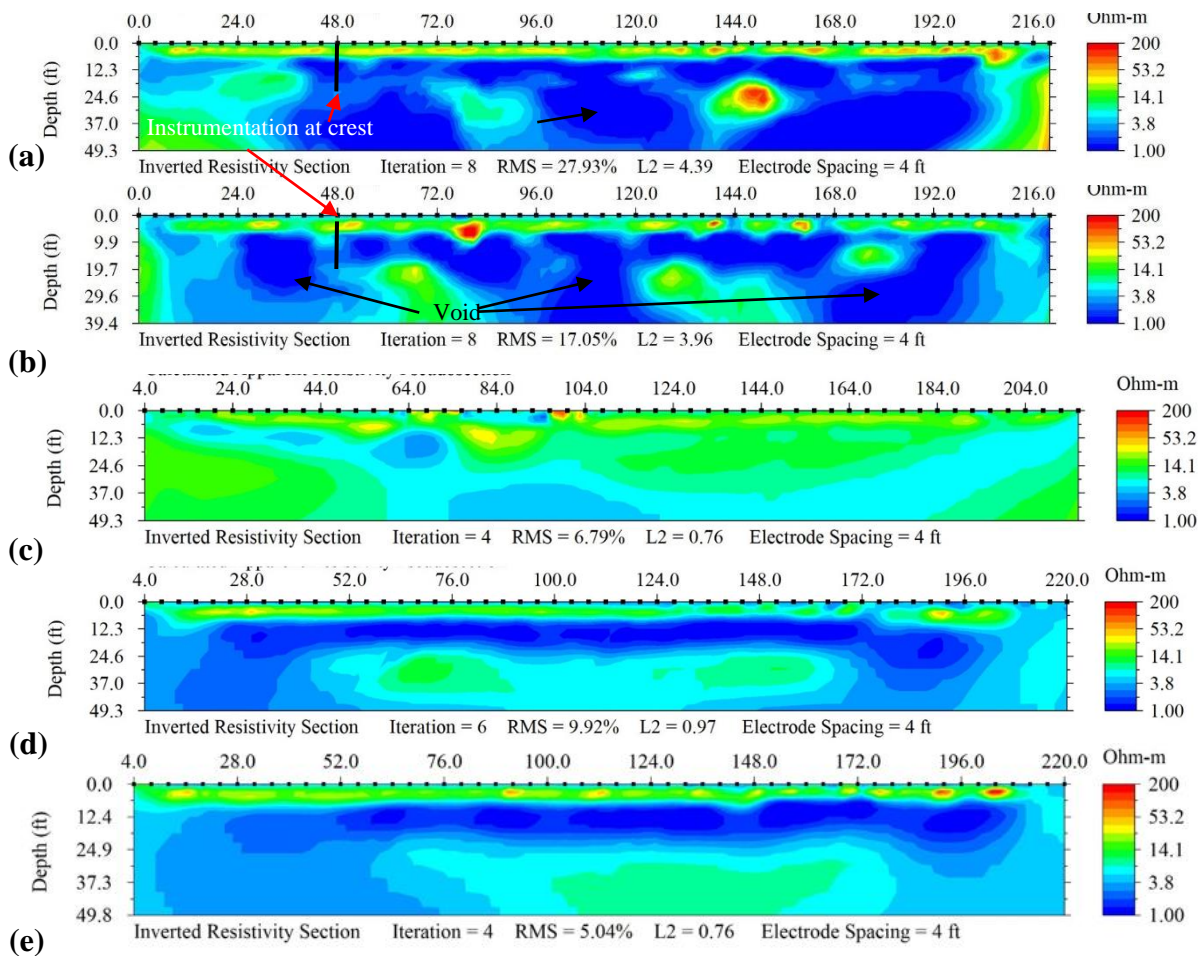 0.0 24.0 48.0 72.0 96.0 120.0 144.0 168.0 192.0 216.0
Ohm-m
Depth (ft)
0.0
12.3
24.6
37.0
49.3
Instrumentation at crest
200
53.2
14.1
3.8
1.00
(a)
Inverted Resistivity Section Iteration = 8 RMS = 27.93% L2 = 4.39 Electrode Spacing = 4 ft
0.0 24.0 48.0 72.0 96.0 120.0 144.0 168.0 192.0 216.0
Ohm-m
Depth (ft)
0.0
9.9
19.7
29.6
39.4
Void
200
53.2
14.1
3.8
1.00
Inverted Resistivity Section Iteration = 8 RMS = 17.05% L2 = 3.96 Electrode Spacing = 4 ft
(b)
Calculated Apparent Resistivity Pseudosection
4.0 24.0 44.0 64.0 84.0 104.0 124.0 144.0 164.0 184.0 204.0
Ohm-m
Depth (ft)
0.0
12.3
24.6
37.0
49.3
200
53.2
14.1
3.8
1.00
Inverted Resistivity Section Iteration = 4 RMS = 6.79% L2 = 0.76 Electrode Spacing = 4 ft
(c)
4.0 28.0 52.0 76.0 100.0 124.0 148.0 172.0 196.0 220.0
Ohm-m
Depth (ft)
0.0
12.3
24.6
37.0
49.3
200
53.2
14.1
3.8
1.00
Inverted Resistivity Section Iteration = 6 RMS = 9.92% L2 = 0.97 Electrode Spacing = 4 ft
(d)
4.0 28.0 52.0 76.0 100.0 124.0 148.0 172.0 196.0 220.0
Ohm-m
Depth (ft)
0.0
12.4
24.9
37.3
49.8
200
53.2
14.1
3.8
1.00
Inverted Resistivity Section Iteration = 4 RMS = 5.04% L2 = 0.76 Electrode Spacing = 4 ft
(e)